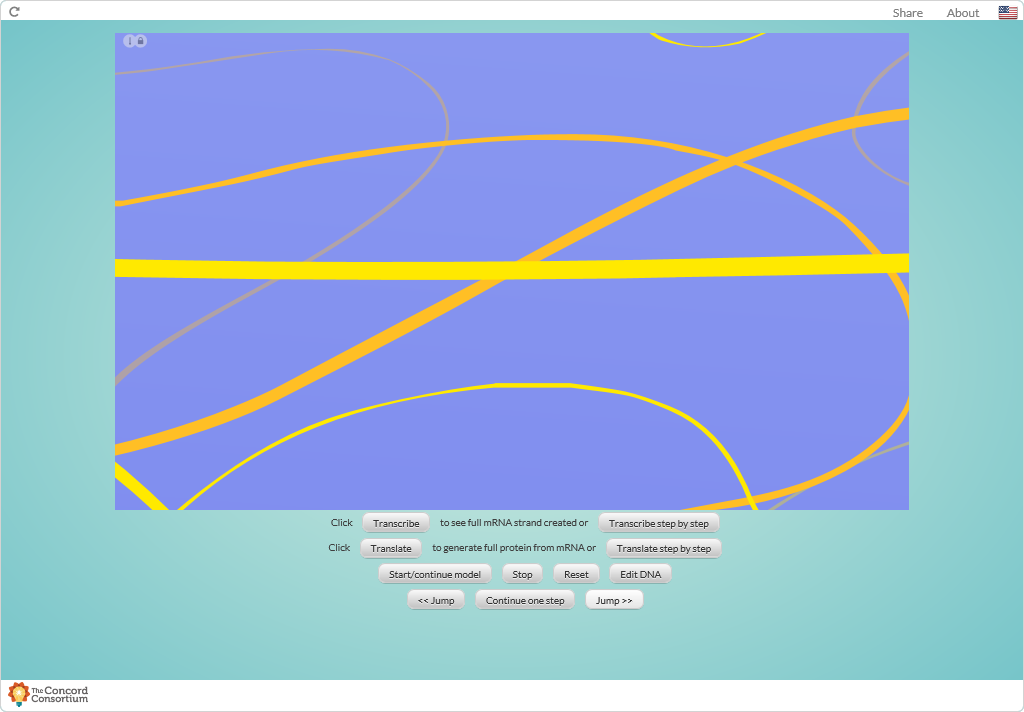 Share About
Click Transcribe to see full mRNA strand created or Transcribe step by step
Click Translate to generate full protein from mRNA or Translate step by step
Start/continue model Stop Reset Edit DNA
<< Jump Continue one step Jump >>
The Concord
Consortium